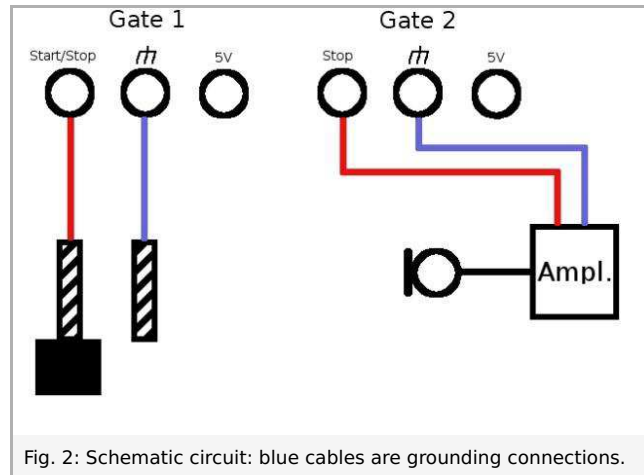 Gate 1
Gate 2
Start/Stop
5V
Stop
5V
Ampl.
Fig. 2: Schematic circuit: blue cables are grounding connections.